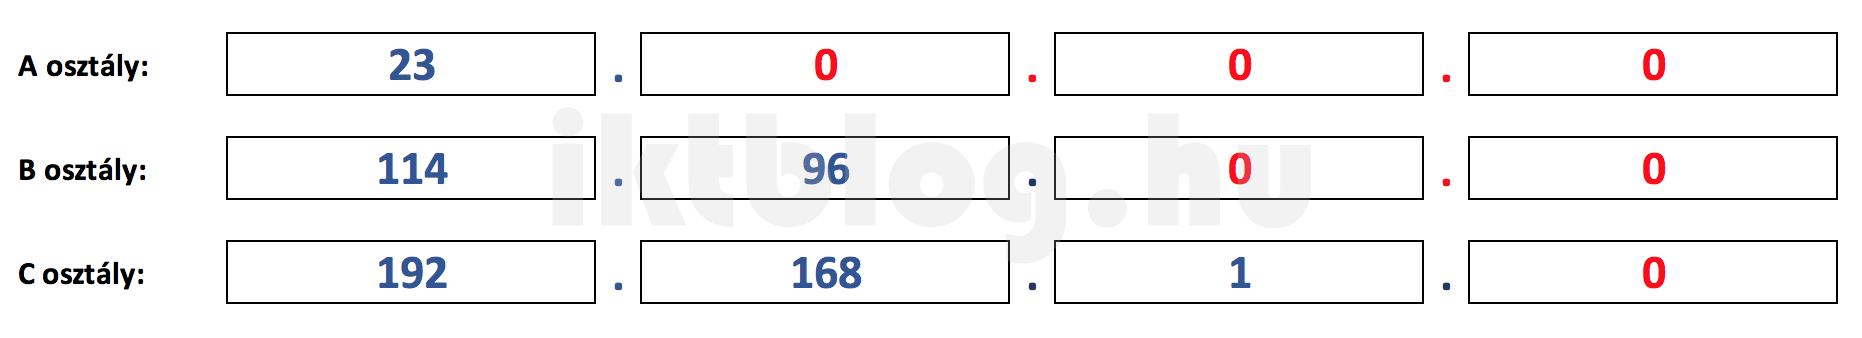 A osztály: 23 . 0 . 0 . 0
B osztály: 114 . 96 . 0 . 0
C osztály: 192 . 168 . 1 . 0
iktblog.hu